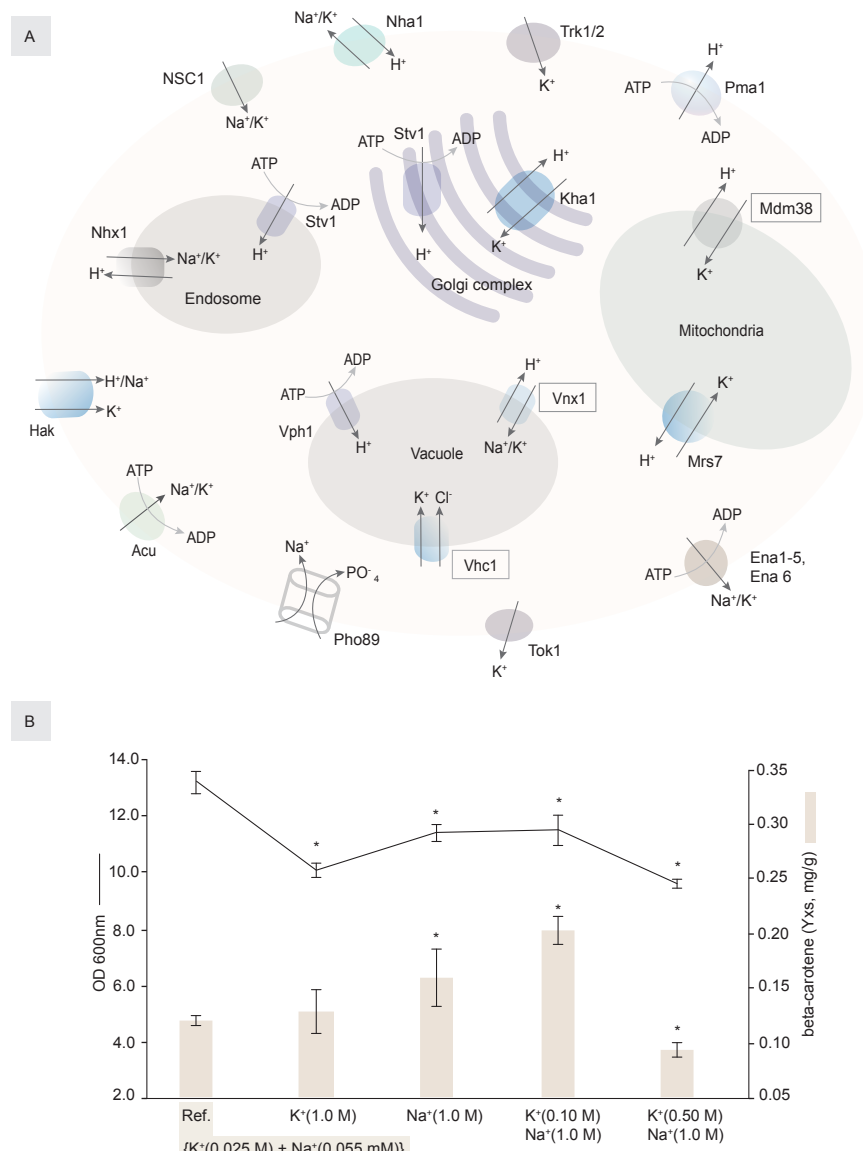 A
Na⁺/K⁺
Nha1
H⁺
Trk1/2
K⁺
NSC1
Na⁺/K⁺
ATP
H⁺
Pma1
ADP
ATP
Stv1
ADP
H⁺
Kha1
K⁺
H⁺
Golgi complex
ATP
ADP
Stv1
H⁺
Nhx1
Na⁺/K⁺
H⁺
Endosome
H⁺
Mdm38
K⁺
Mitochondria
K⁺
H⁺
Mrs7
H⁺/Na⁺
K⁺
Hak
ADP
ATP
Vph1
H⁺
H⁺
Vnx1
Na⁺/K⁺
Vacuole
K⁺ Cl⁻
Vhc1
ATP
Na⁺/K⁺
ADP
Acu
Na⁺
PO⁻₄
Pho89
K⁺
Tok1
ADP
ATP
Ena1-5,
Ena 6
Na⁺/K⁺
B
OD 600nm
14.0
12.0
10.0
8.0
6.0
4.0
2.0
*
*
*
*
*
*
*
0.35
0.30
0.25
0.20
0.15
0.10
0.05
beta-carotene (Yxs, mg/g)
Ref.
K⁺(1.0 M)
Na⁺(1.0 M)
K⁺(0.10 M)
Na⁺(1.0 M)
K⁺(0.50 M)
Na⁺(1.0 M)
{K⁺(0.025 M) + Na⁺(0.055 mM)}